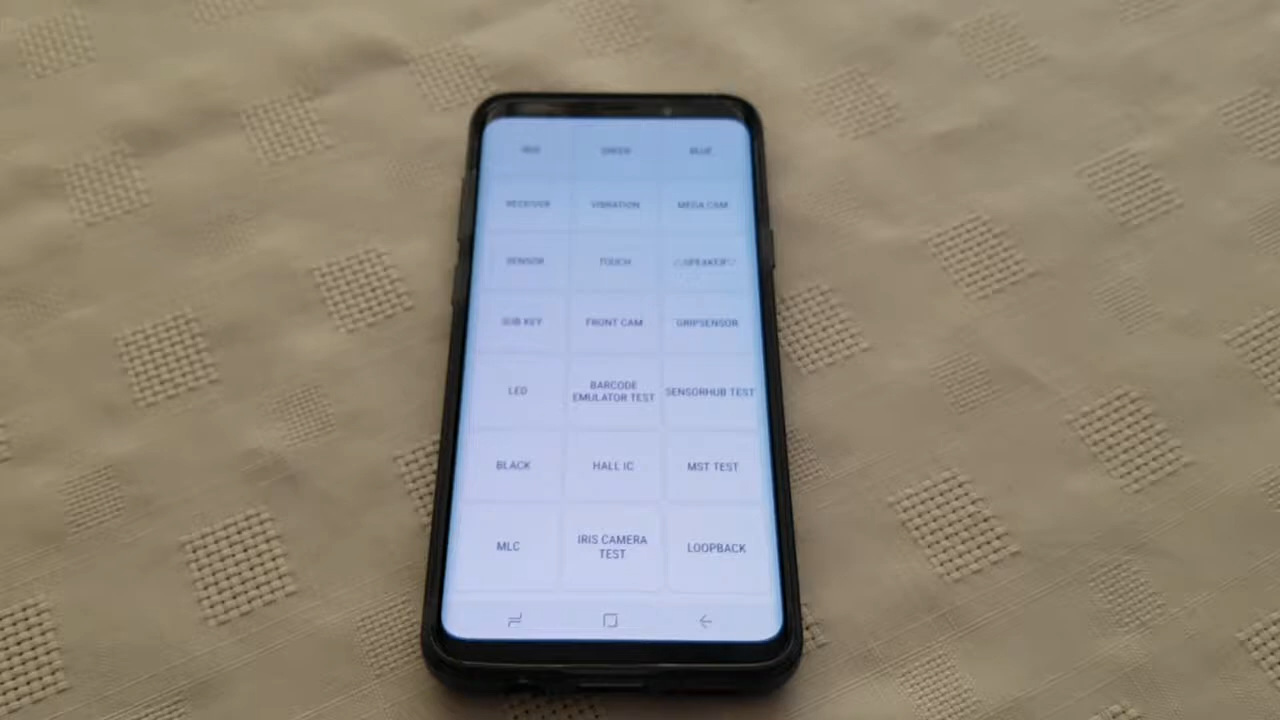 RED
GREEN
BLUE
RECEIVER
VIBRATION
MEGA CAM
SENSOR
TOUCH
SPEAKER
SUB KEY
FRONT CAM
GRIPSENSOR
LED
BARCODE
EMULATOR TEST
SENSORHUB TEST
BLACK
HALL IC
MST TEST
MLC
IRIS CAMERA
TEST
LOOPBACK